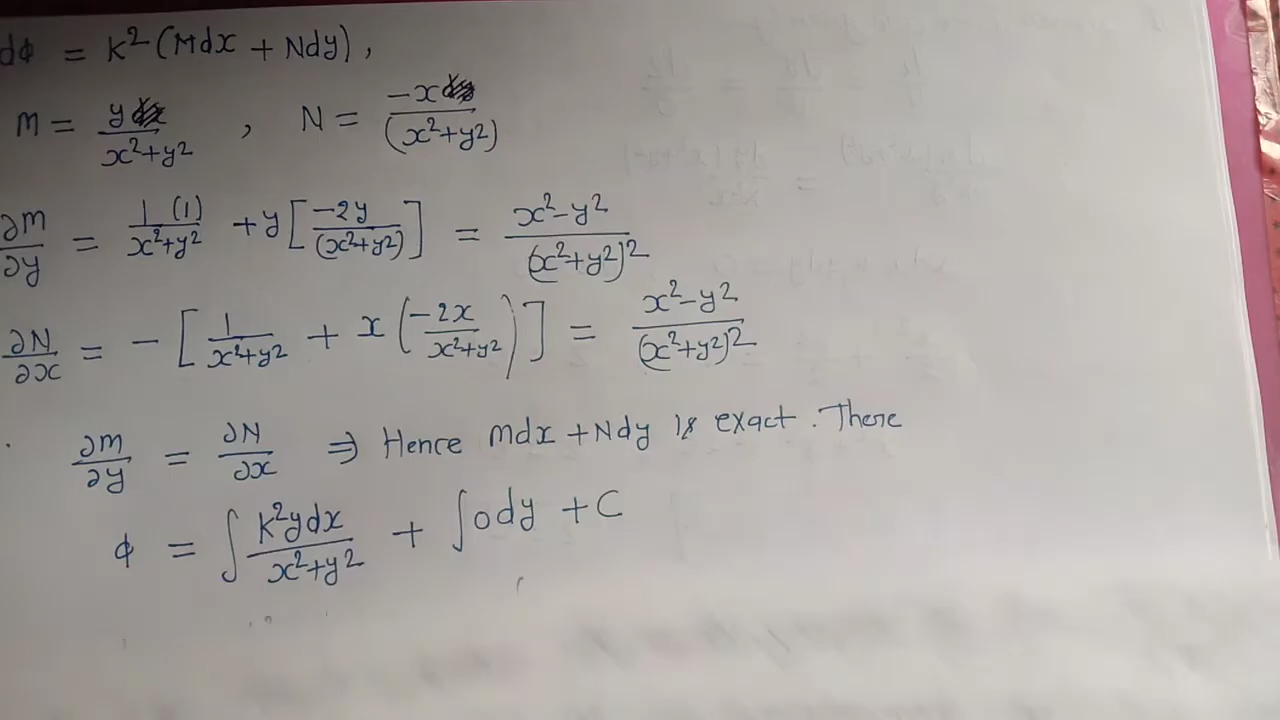 dϕ = K²(Mdx + Ndy),
M = y/(x²+y²) , N = -x/(x²+y²)
∂M/∂y = 1(1)/(x²+y²) + y[-2y/(x²+y²)] = (x²-y²)/(x²+y²)²
∂N/∂x = -[1/(x²+y²) + x(-2x/(x²+y²))] = (x²-y²)/(x²+y²)²
∂M/∂y = ∂N/∂x ⇒ Hence Mdx + Ndy is exact. There
ϕ = ∫ K²ydx/(x²+y²) + ∫0dy + C